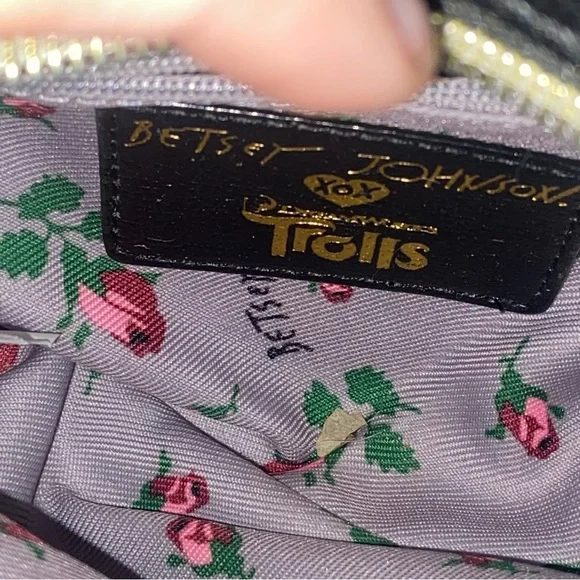 BETSEY JOHNSON
XOX
DREAMWORKS
Trolls
BETSEY